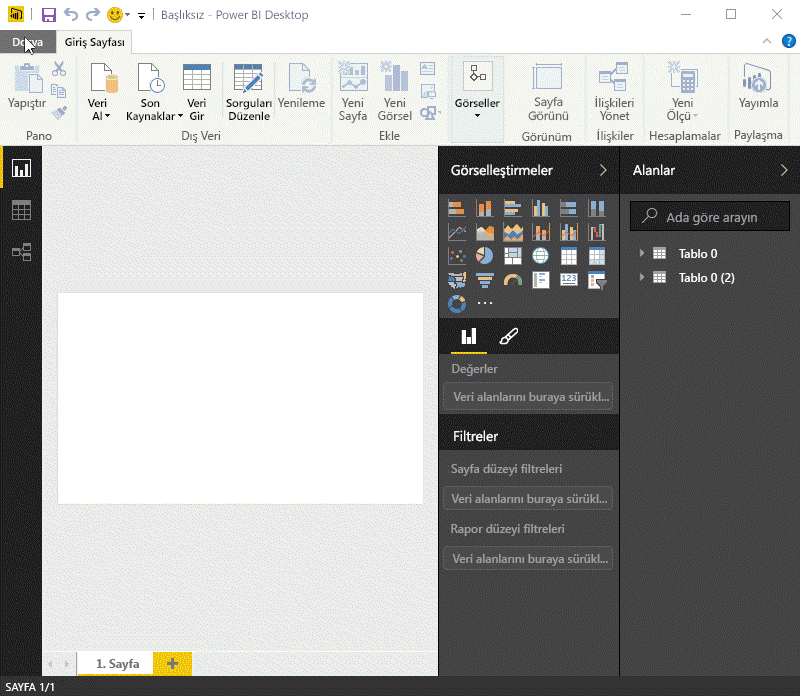 Başlıksız - Power BI Desktop
Dosya
Giriş Sayfası
Yapıştır
Veri
Al
Son
Kaynaklar
Veri
Gir
Sorguları
Düzenle
Yenileme
Yeni
Sayfa
Yeni
Görsel
Görseller
Sayfa
Görünü
İlişkileri
Yönet
Yeni
Ölçü
Yayımla
Pano
Dış Veri
Ekle
Görünüm
İlişkiler
Hesaplamalar
Paylaşma
Görselleştirmeler
Değerler
Veri alanlarını buraya sürükl...
Filtreler
Sayfa düzeyi filtreleri
Veri alanlarını buraya sürükl...
Rapor düzeyi filtreleri
Veri alanlarını buraya sürükl...
Alanlar
Ada göre arayın
Tablo 0
Tablo 0 (2)
1. Sayfa
SAYFA 1/1